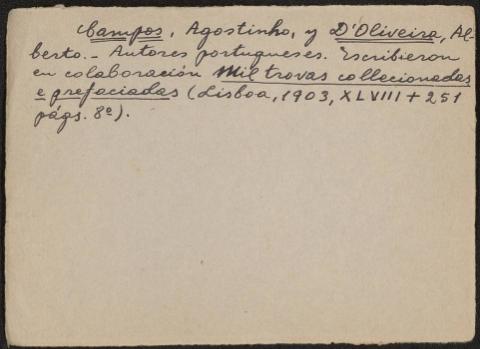 Campos, Agostinho, y D'Oliveira, Al-
berto.- Autores portugueses. Escribieron
en colaboración Mil trovas collecionadas
e prefaciadas (Lisboa, 1903, XLVIII + 251
págs. 8º).